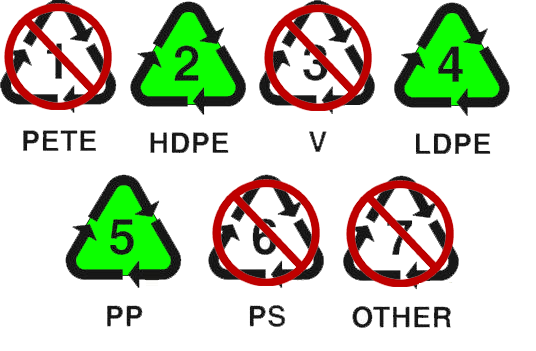 1 2 3 4
PETE HDPE V LDPE
5 6 7
PP PS OTHER